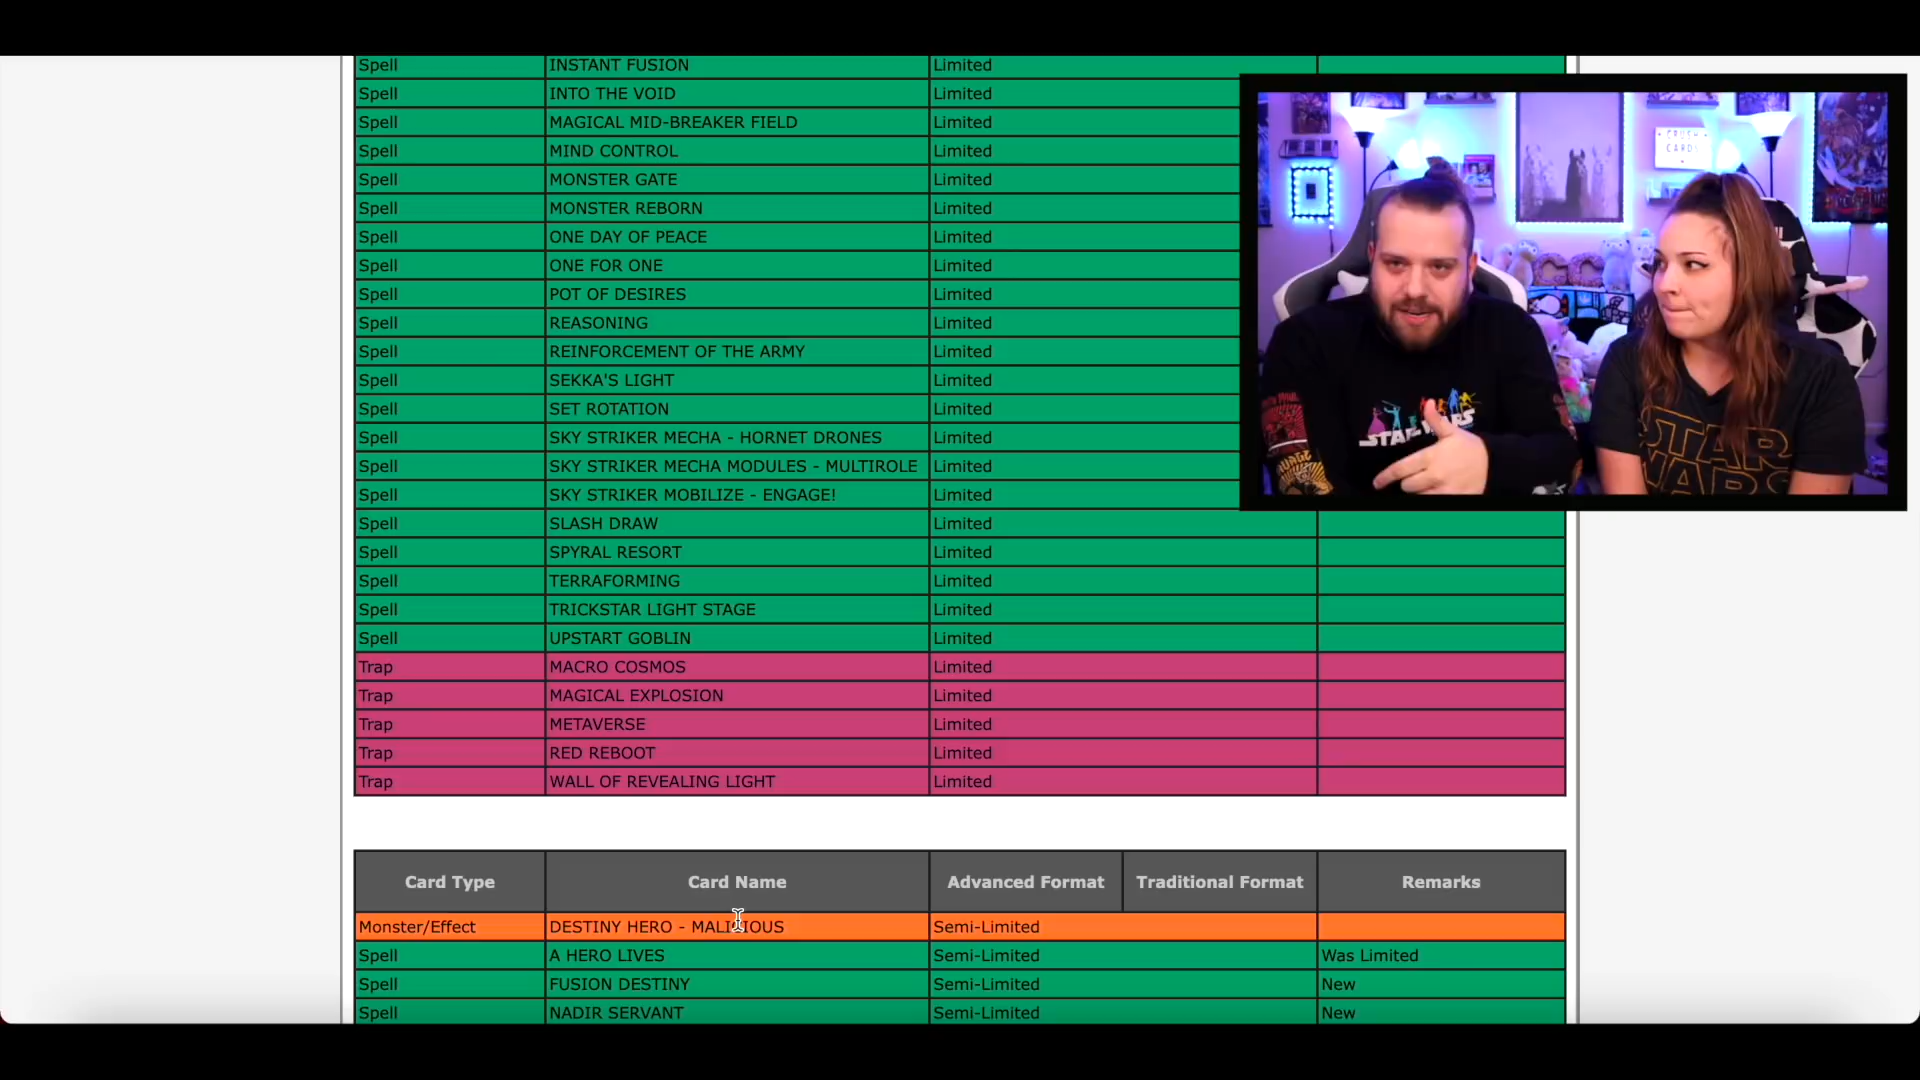 Spell INSTANT FUSION Limited
Spell INTO THE VOID Limited
Spell MAGICAL MID-BREAKER FIELD Limited
Spell MIND CONTROL Limited
Spell MONSTER GATE Limited
Spell MONSTER REBORN Limited
Spell ONE DAY OF PEACE Limited
Spell ONE FOR ONE Limited
Spell POT OF DESIRES Limited
Spell REASONING Limited
Spell REINFORCEMENT OF THE ARMY Limited
Spell SEKKA'S LIGHT Limited
Spell SET ROTATION Limited
Spell SKY STRIKER MECHA - HORNET DRONES Limited
Spell SKY STRIKER MECHA MODULES - MULTIROLE Limited
Spell SKY STRIKER MOBILIZE - ENGAGE! Limited
Spell SLASH DRAW Limited
Spell SPYRAL RESORT Limited
Spell TERRAFORMING Limited
Spell TRICKSTAR LIGHT STAGE Limited
Spell UPSTART GOBLIN Limited
Trap MACRO COSMOS Limited
Trap MAGICAL EXPLOSION Limited
Trap METAVERSE Limited
Trap RED REBOOT Limited
Trap WALL OF REVEALING LIGHT Limited
Card Type Card Name Advanced Format Traditional Format Remarks
Monster/Effect DESTINY HERO - MALICIOUS Semi-Limited
Spell A HERO LIVES Semi-Limited Was Limited
Spell FUSION DESTINY Semi-Limited New
Spell NADIR SERVANT Semi-Limited New
CRUSH
CARDS
STAR WARS
STAR
WARS